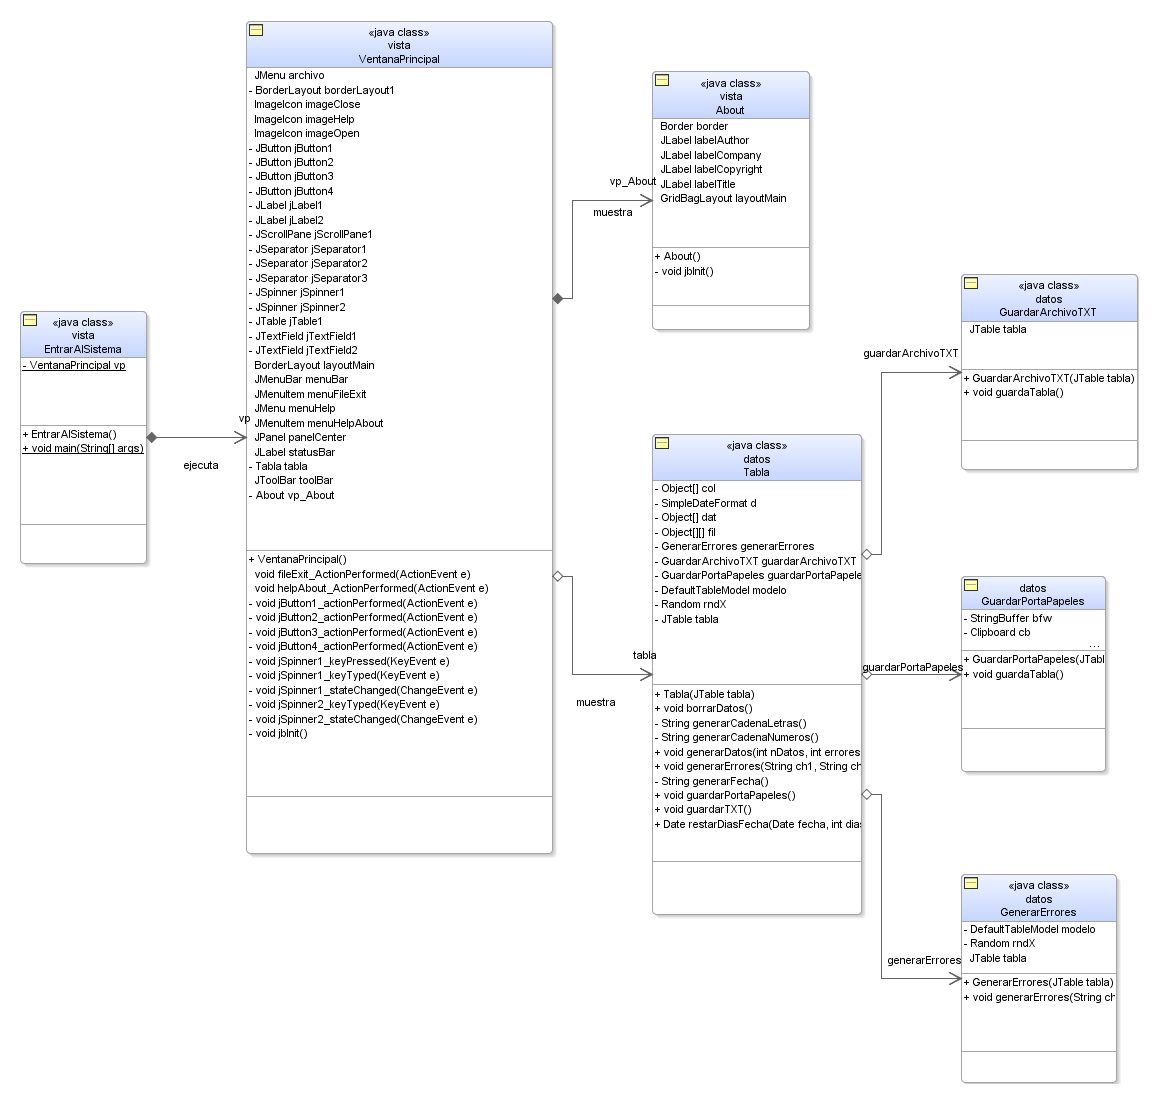 «java class»
vista
EntrarAlSistema
- VentanaPrincipal vp
+ EntrarAlSistema()
+ void main(String[] args)
vp
ejecuta
«java class»
vista
VentanaPrincipal
JMenu archivo
- BorderLayout borderLayout1
ImageIcon imageClose
ImageIcon imageHelp
ImageIcon imageOpen
- JButton jButton1
- JButton jButton2
- JButton jButton3
- JButton jButton4
- JLabel jLabel1
- JLabel jLabel2
- JScrollPane jScrollPane1
- JSeparator jSeparator1
- JSeparator jSeparator2
- JSeparator jSeparator3
- JSpinner jSpinner1
- JSpinner jSpinner2
- JTable jTable1
- JTextField jTextField1
- JTextField jTextField2
BorderLayout layoutMain
JMenuBar menuBar
JMenuItem menuFileExit
JMenu menuHelp
JMenuItem menuHelpAbout
JPanel panelCenter
JLabel statusBar
- Tabla tabla
JToolBar toolBar
- About vp_About
+ VentanaPrincipal()
void fileExit_ActionPerformed(ActionEvent e)
void helpAbout_ActionPerformed(ActionEvent e)
- void jButton1_actionPerformed(ActionEvent e)
- void jButton2_actionPerformed(ActionEvent e)
- void jButton3_actionPerformed(ActionEvent e)
- void jButton4_actionPerformed(ActionEvent e)
- void jSpinner1_keyPressed(KeyEvent e)
- void jSpinner1_keyTyped(KeyEvent e)
- void jSpinner1_stateChanged(ChangeEvent e)
- void jSpinner2_keyTyped(KeyEvent e)
- void jSpinner2_stateChanged(ChangeEvent e)
- void jbInit()
vp_About
muestra
«java class»
vista
About
Border border
JLabel labelAuthor
JLabel labelCompany
JLabel labelCopyright
JLabel labelTitle
GridBagLayout layoutMain
+ About()
- void jbInit()
tabla
muestra
«java class»
datos
Tabla
- Object[] col
- SimpleDateFormat d
- Object[] dat
- Object[][] fil
- GenerarErrores generarErrores
- GuardarArchivoTXT guardarArchivoTXT
- GuardarPortaPapeles guardarPortaPapele
- DefaultTableModel modelo
- Random rndX
- JTable tabla
+ Tabla(JTable tabla)
+ void borrarDatos()
- String generarCadenaLetras()
- String generarCadenaNumeros()
+ void generarDatos(int nDatos, int errores
+ void generarErrores(String ch1, String ch
- String generarFecha()
+ void guardarPortaPapeles()
+ void guardarTXT()
+ Date restarDiasFecha(Date fecha, int dias
guardarArchivoTXT
«java class»
datos
GuardarArchivoTXT
JTable tabla
+ GuardarArchivoTXT(JTable tabla)
+ void guardaTabla()
guardarPortaPapeles
datos
GuardarPortaPapeles
- StringBuffer bfw
- Clipboard cb
...
+ GuardarPortaPapeles(JTabl
+ void guardaTabla()
generarErrores
«java class»
datos
GenerarErrores
- DefaultTableModel modelo
- Random rndX
JTable tabla
+ GenerarErrores(JTable tabla)
+ void generarErrores(String ch